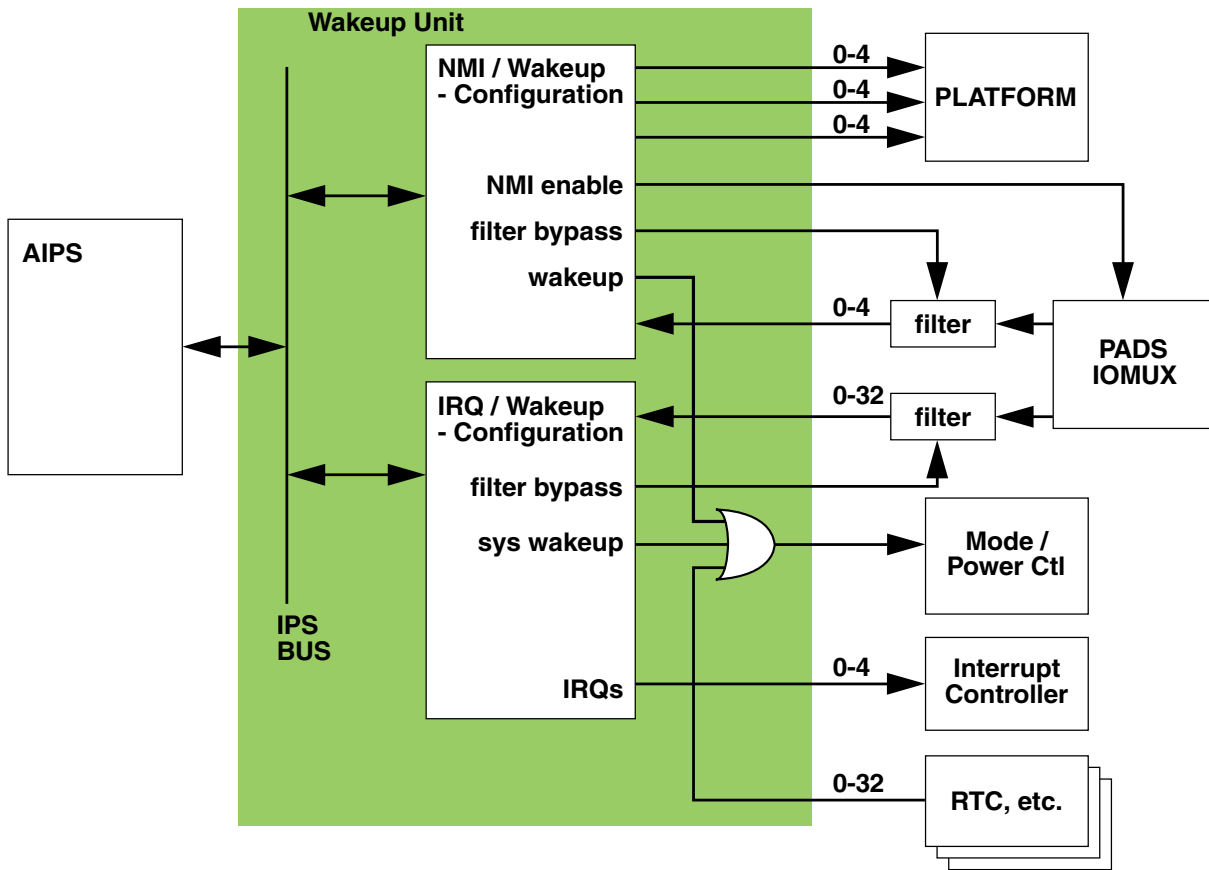 Wakeup Unit
NMI / Wakeup
- Configuration
NMI enable
filter bypass
wakeup
0-4
0-4
0-4
PLATFORM
AIPS
0-4
filter
PADS
IOMUX
0-32
filter
IRQ / Wakeup
- Configuration
filter bypass
sys wakeup
IRQs
IPS
BUS
Mode /
Power Ctl
0-4
Interrupt
Controller
0-32
RTC, etc.